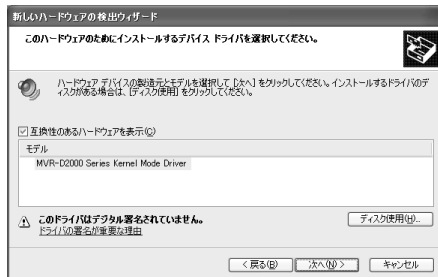 新しいハードウェアの検出ウィザード
このハードウェアのためにインストールするデバイス ドライバを選択してください。
ハードウェア デバイスの製造元とモデルを選択して [次へ] をクリックしてください。インストールするドライバのデ
ィスクがある場合は、[ディスク使用] をクリックしてください。
互換性のあるハードウェアを表示(C)
モデル
MVR-D2000 Series Kernel Mode Driver
このドライバはデジタル署名されていません。
ドライバの署名が重要な理由
ディスク使用(H)...
< 戻る(B)
次へ(N) >
キャンセル